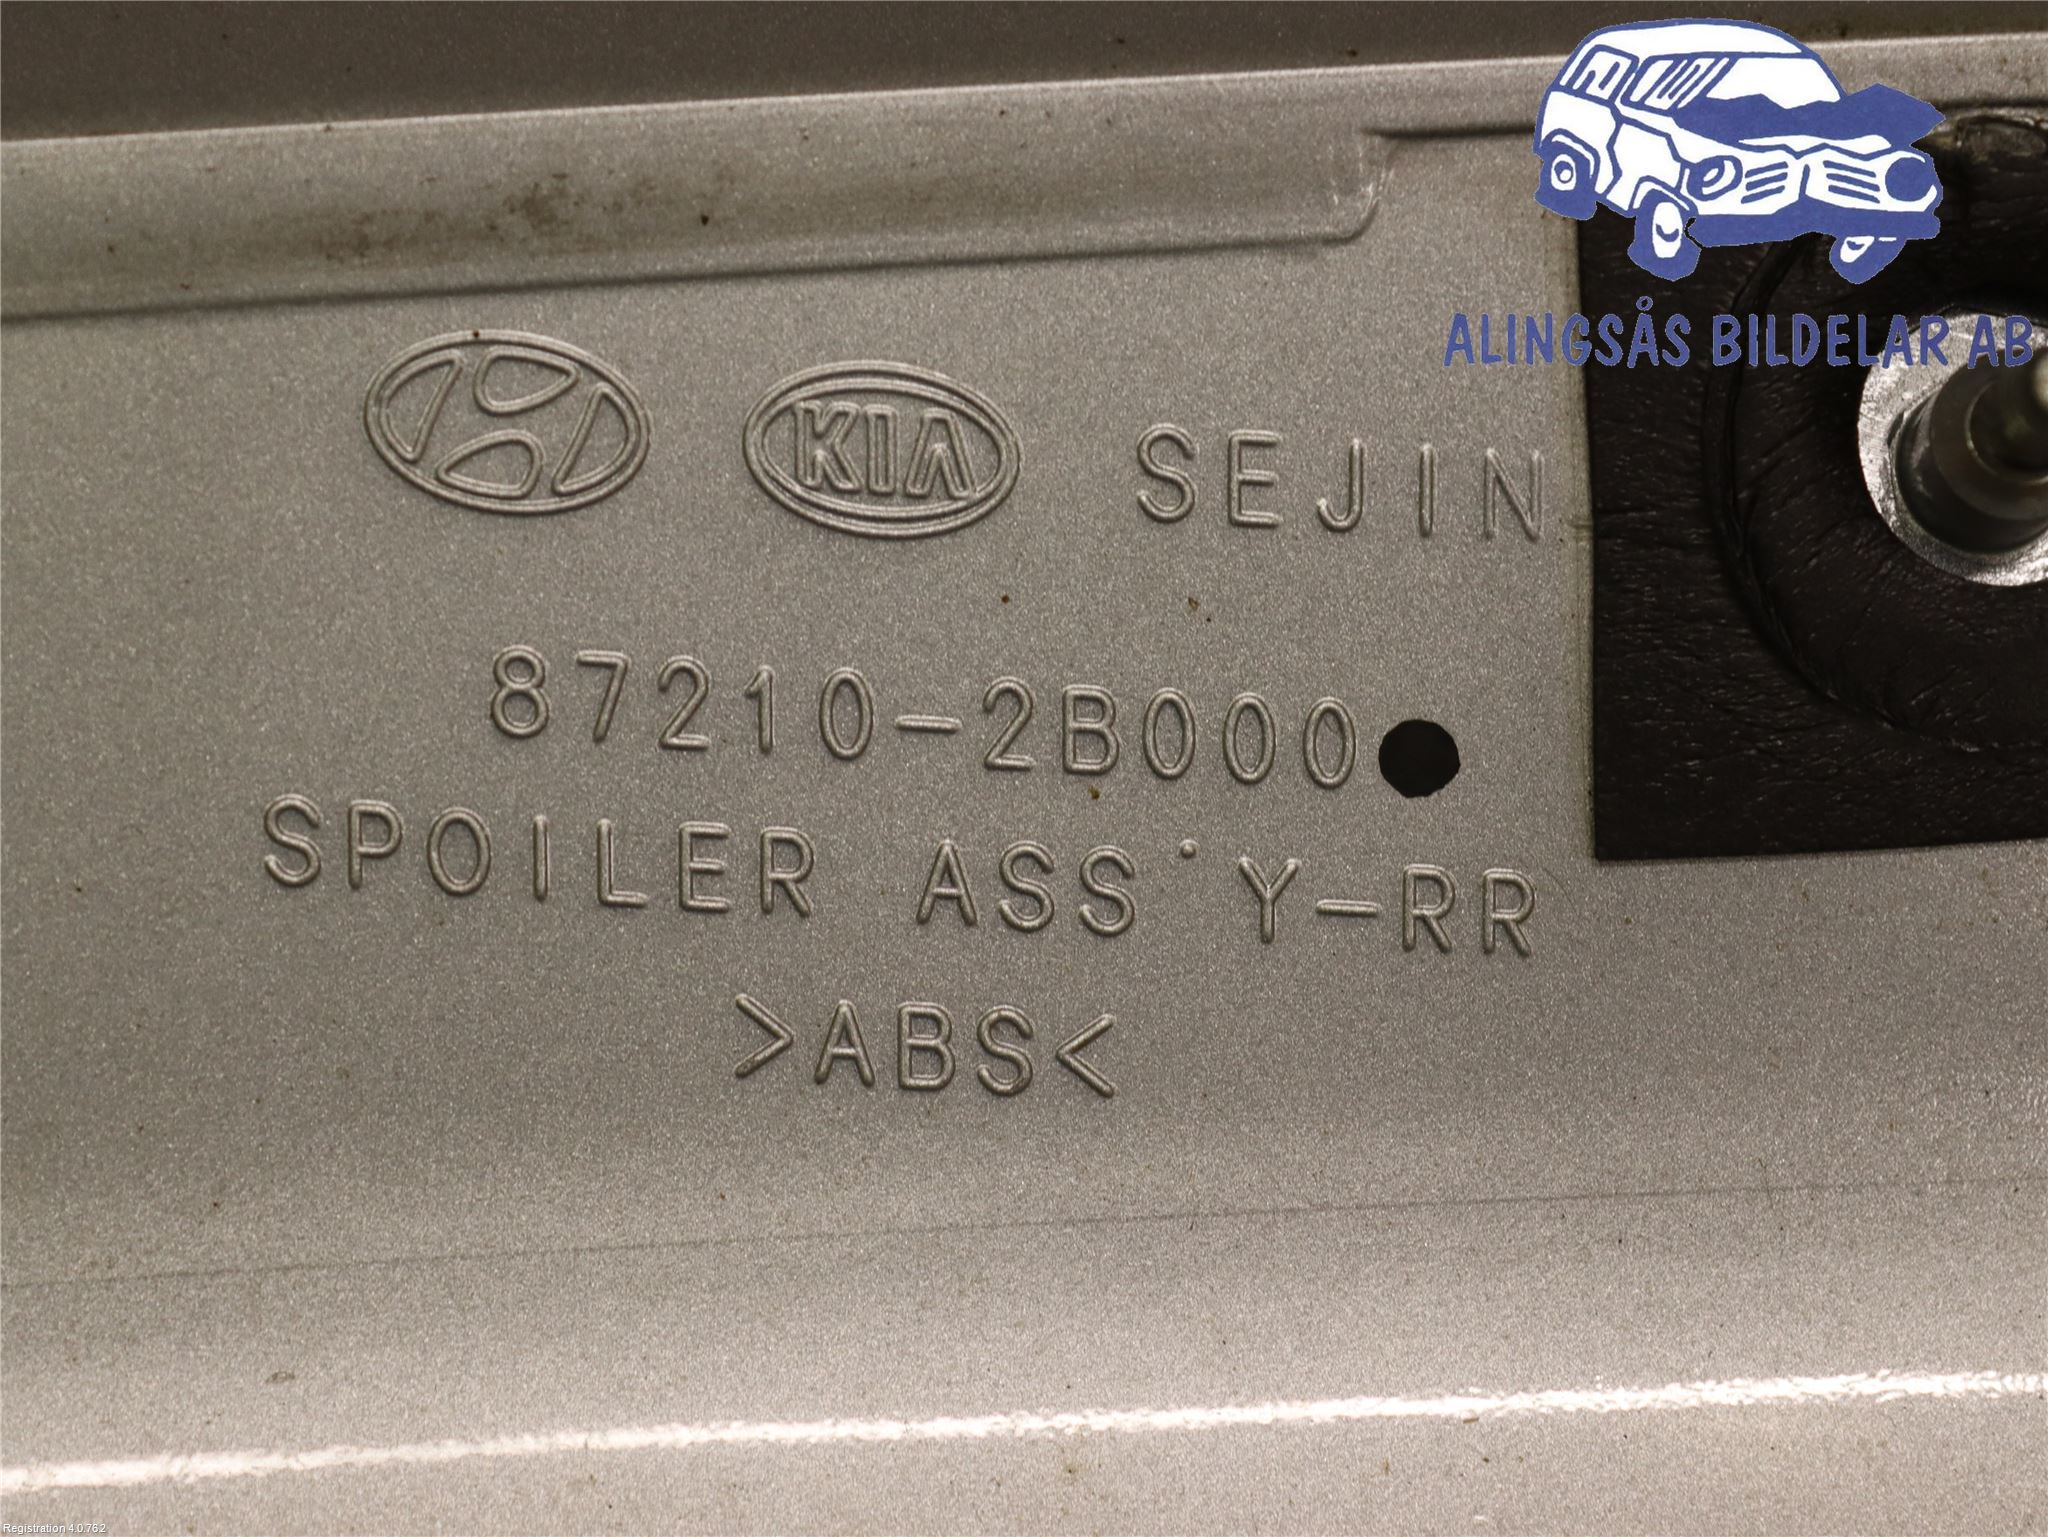 ALINGSÅS BILDELAR AB
KIA SEJIN
87210-2B000
SPOILER ASS'Y-RR
>ABS<
Registration 4.0.762